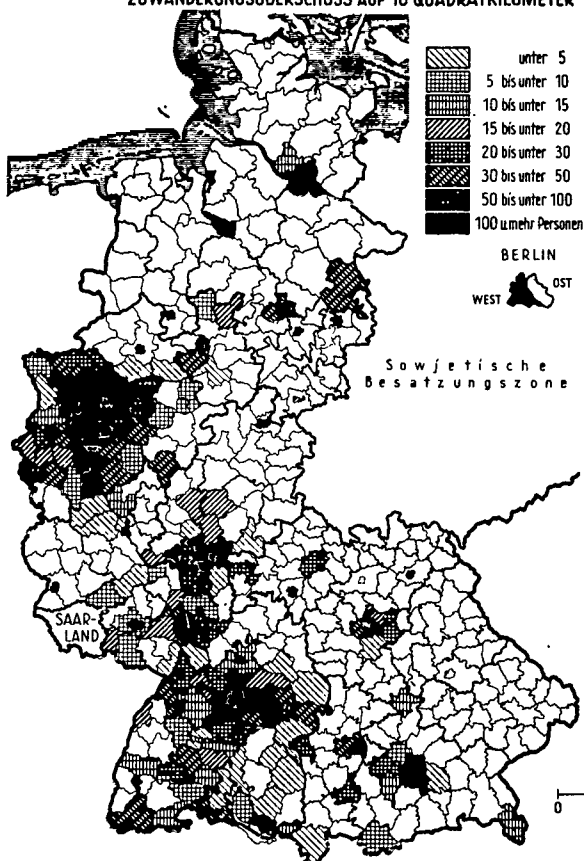 ZUWANDERUNGSÜBERSCHUSS AUF 10 QUADRATKILOMETER
unter 5
5 bis unter 10
10 bis unter 15
15 bis unter 20
20 bis unter 30
30 bis unter 50
50 bis unter 100
100 u.mehr Personen
BERLIN
WEST
OST
Sowjetische
Besatzungszone
SAAR-
LAND
0